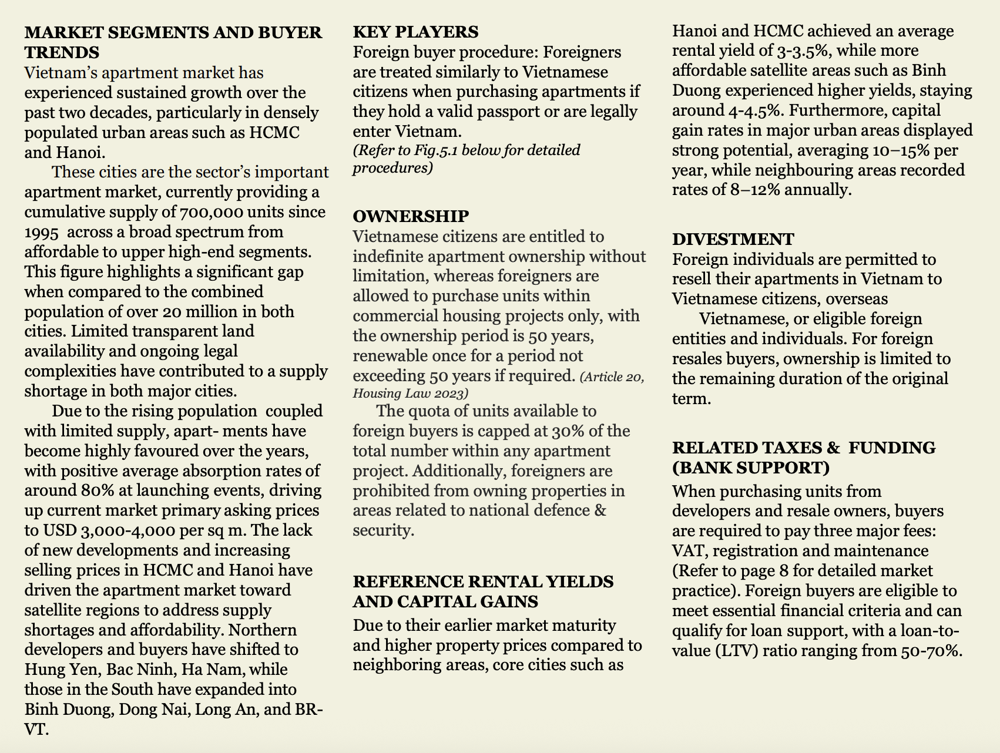 MARKET SEGMENTS AND BUYER
TRENDS
Vietnam’s apartment market has
experienced sustained growth over the
past two decades, particularly in densely
populated urban areas such as HCMC
and Hanoi.
These cities are the sector’s important
apartment market, currently providing a
cumulative supply of 700,000 units since
1995  across a broad spectrum from
affordable to upper high-end segments.
This figure highlights a significant gap
when compared to the combined
population of over 20 million in both
cities. Limited transparent land
availability and ongoing legal
complexities have contributed to a supply
shortage in both major cities.
Due to the rising population  coupled
with limited supply, apart- ments have
become highly favoured over the years,
with positive average absorption rates of
around 80% at launching events, driving
up current market primary asking prices
to USD 3,000-4,000 per sq m. The lack
of new developments and increasing
selling prices in HCMC and Hanoi have
driven the apartment market toward
satellite regions to address supply
shortages and affordability. Northern
developers and buyers have shifted to
Hung Yen, Bac Ninh, Ha Nam, while
those in the South have expanded into
Binh Duong, Dong Nai, Long An, and BR-
VT.
KEY PLAYERS
Foreign buyer procedure: Foreigners
are treated similarly to Vietnamese
citizens when purchasing apartments if
they hold a valid passport or are legally
enter Vietnam.
(Refer to Fig.5.1 below for detailed
procedures)
OWNERSHIP
Vietnamese citizens are entitled to
indefinite apartment ownership without
limitation, whereas foreigners are
allowed to purchase units within
commercial housing projects only, with
the ownership period is 50 years,
renewable once for a period not
exceeding 50 years if required. (Article 20,
Housing Law 2023)
The quota of units available to
foreign buyers is capped at 30% of the
total number within any apartment
project. Additionally, foreigners are
prohibited from owning properties in
areas related to national defence &
security.
REFERENCE RENTAL YIELDS
AND CAPITAL GAINS
Due to their earlier market maturity
and higher property prices compared to
neighboring areas, core cities such as
Hanoi and HCMC achieved an average
rental yield of 3-3.5%, while more
affordable satellite areas such as Binh
Duong experienced higher yields, staying
around 4-4.5%. Furthermore, capital
gain rates in major urban areas displayed
strong potential, averaging 10–15% per
year, while neighbouring areas recorded
rates of 8–12% annually.
DIVESTMENT
Foreign individuals are permitted to
resell their apartments in Vietnam to
Vietnamese citizens, overseas
Vietnamese, or eligible foreign
entities and individuals. For foreign
resales buyers, ownership is limited to
the remaining duration of the original
term.
RELATED TAXES &  FUNDING
(BANK SUPPORT)
When purchasing units from
developers and resale owners, buyers
are required to pay three major fees:
VAT, registration and maintenance
(Refer to page 8 for detailed market
practice). Foreign buyers are eligible to
meet essential financial criteria and can
qualify for loan support, with a loan-to-
value (LTV) ratio ranging from 50-70%.